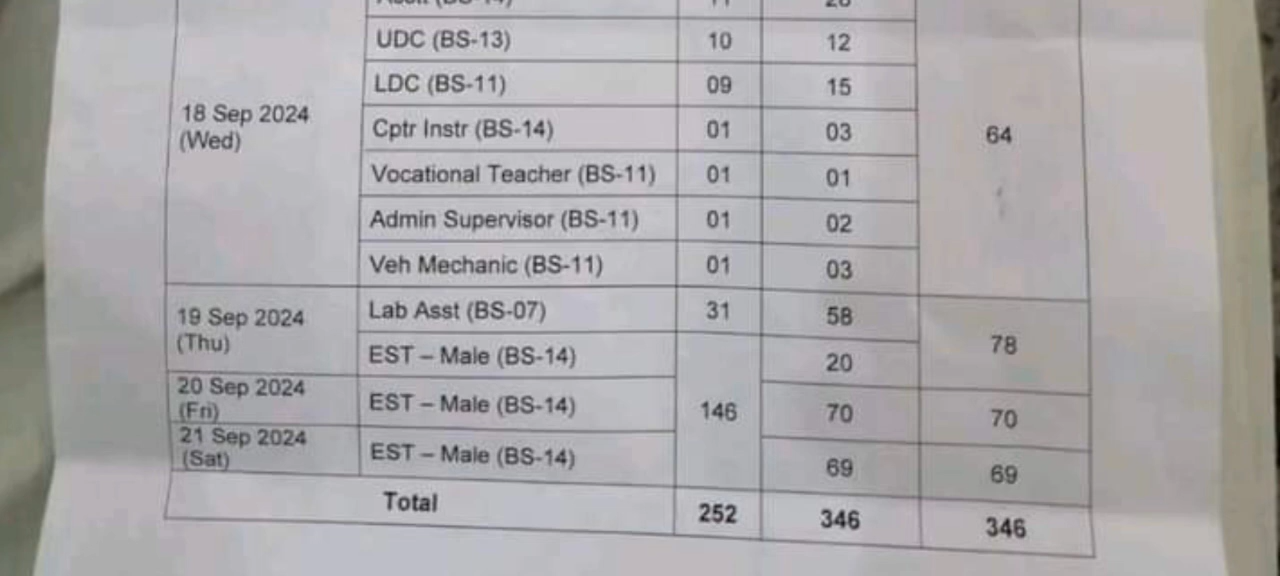 UDC (BS-13) 10 12
LDC (BS-11) 09 15
18 Sep 2024
(Wed)
Cptr Instr (BS-14) 01 03 64
Vocational Teacher (BS-11) 01 01
Admin Supervisor (BS-11) 01 02
Veh Mechanic (BS-11) 01 03
19 Sep 2024
(Thu)
Lab Asst (BS-07) 31 58 78
EST – Male (BS-14) 20
20 Sep 2024
(Fri)
EST – Male (BS-14) 146 70 70
21 Sep 2024
(Sat)
EST – Male (BS-14) 69 69
Total 252 346 346